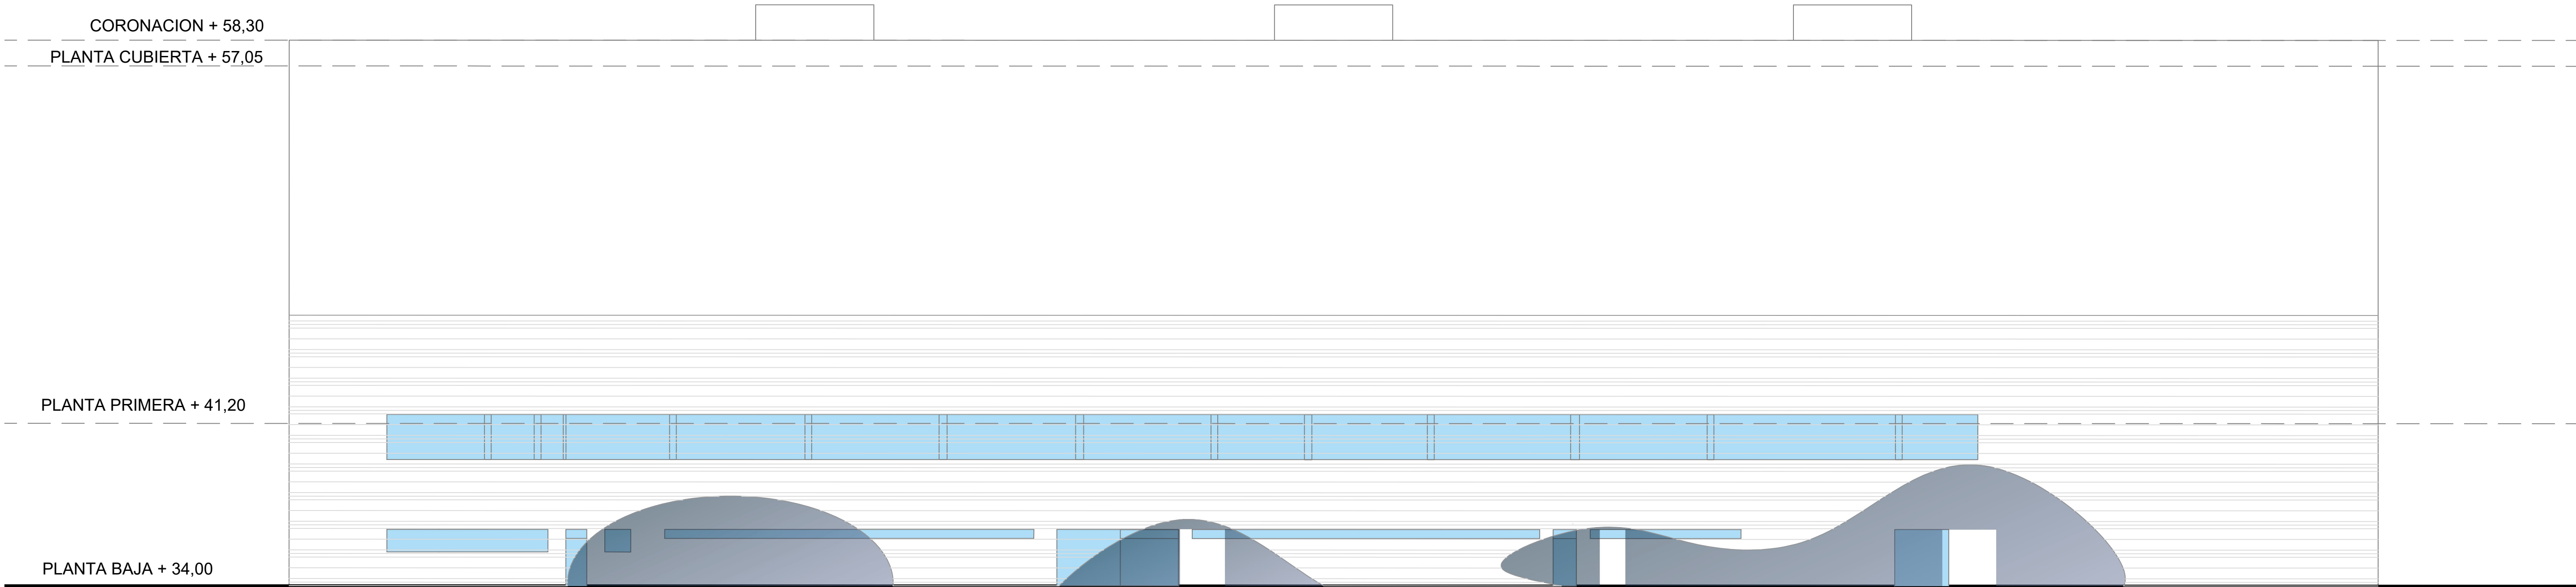 CORONACION + 58,30
PLANTA CUBIERTA + 57,05
PLANTA PRIMERA + 41,20
PLANTA BAJA + 34,00